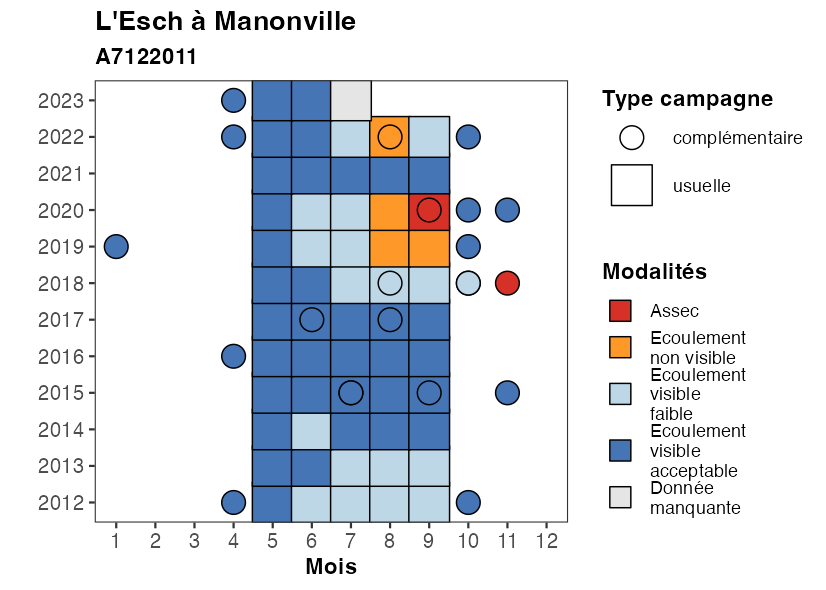 L'Esch à Manonville
A7122011
2023
2022
2021
2020
2019
2018
2017
2016
2015
2014
2013
2012
1 2 3 4 5 6 7 8 9 10 11 12
Mois
Type campagne
complémentaire
usuelle
Modalités
Assec
Ecoulement
non visible
Ecoulement
visible
faible
Ecoulement
visible
acceptable
Donnée
manquante